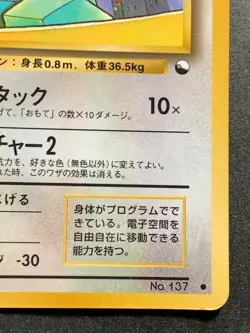 ン：身長0.8m、体重36.5kg
タック
10×
げて、「おもて」の数×10ダメージ。
チャー2
抗力を、好きな色（無色以外）に変えてよい。
れた時、このワザの効果は消える。
げる
身体がプログラムでで
きている。電子空間を
自由自在に移動できる
能力を持つ。
ジ -30
No. 137 ●